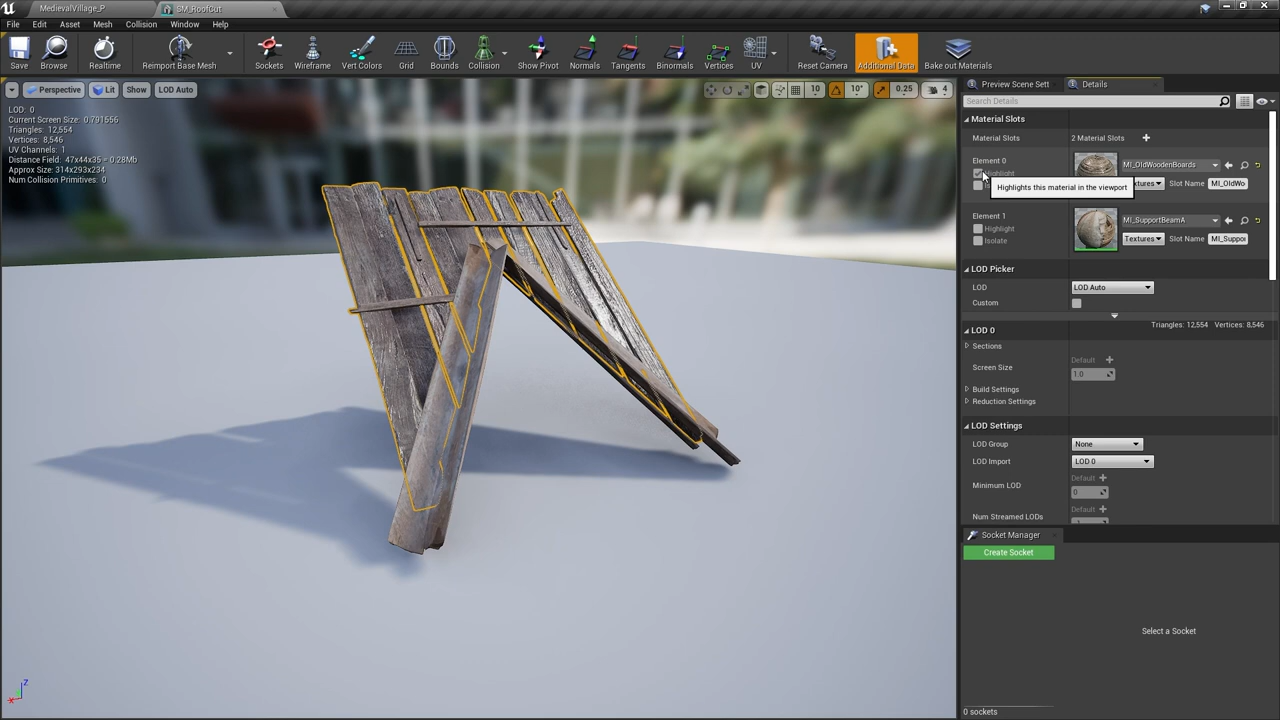 MedievalVillage_P
SM_RoofCut
File Edit Asset Mesh Collision Window Help
Save Browse Realtime Reimport Base Mesh Sockets Wireframe Vert Colors Grid Bounds Collision Show Pivot Normals Tangents Binormals Vertices UV Reset Camera Additional Data Bake out Materials
Perspective Lit Show LOD Auto 10 10° 0.25 4
LOD: 0
Current Screen Size: 0.791556
Triangles: 12,554
Vertices: 8,546
UV Channels: 1
Distance Field: 47x44x35 = 0.28Mb
Approx Size: 314x293x234
Num Collision Primitives: 0
Z
X
Preview Scene Sett Details
Search Details
Material Slots
Material Slots 2 Material Slots
Element 0 MI_OldWoodenBoards
Highlight
xtures Slot Name MI_OldWo
Highlights this material in the viewport
Element 1 MI_SupportBeamA
Highlight
Isolate Textures Slot Name MI_Suppor
LOD Picker
LOD LOD Auto
Custom
Triangles: 12,554 Vertices: 8,546
LOD 0
Sections
Screen Size Default
1.0
Build Settings
Reduction Settings
LOD Settings
LOD Group None
LOD Import LOD 0
Minimum LOD Default
0
Num Streamed LODs Default
Socket Manager
Create Socket
Select a Socket
0 sockets